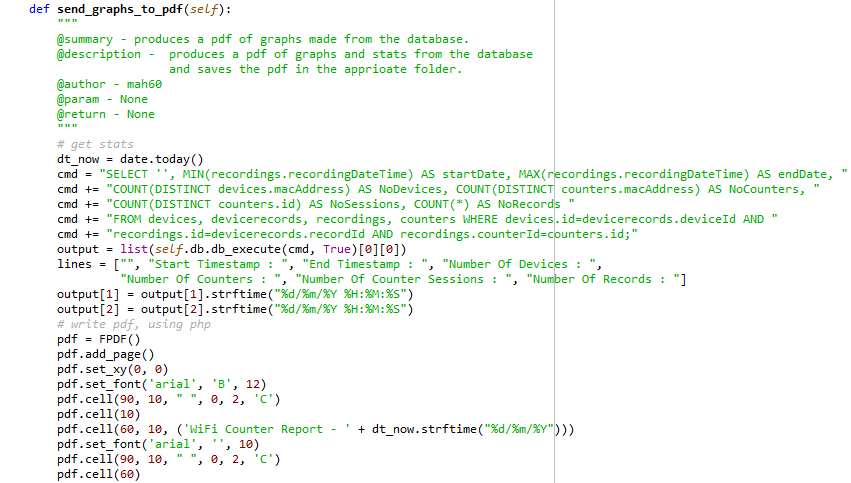 def send_graphs_to_pdf(self):
"""
@summary - produces a pdf of graphs made from the database.
@description -  produces a pdf of graphs and stats from the database
and saves the pdf in the apprioate folder.
@author - mah60
@param - None
@return - None
"""
# get stats
dt_now = date.today()
cmd = "SELECT '', MIN(recordings.recordingDateTime) AS startDate, MAX(recordings.recordingDateTime) AS endDate, "
cmd += "COUNT(DISTINCT devices.macAddress) AS NoDevices, COUNT(DISTINCT counters.macAddress) AS NoCounters, "
cmd += "COUNT(DISTINCT counters.id) AS NoSessions, COUNT(*) AS NoRecords "
cmd += "FROM devices, devicerecords, recordings, counters WHERE devices.id=devicerecords.deviceId AND "
cmd += "recordings.id=devicerecords.recordId AND recordings.counterId=counters.id;"
output = list(self.db.db_execute(cmd, True)[0][0])
lines = ["", "Start Timestamp : ", "End Timestamp : ", "Number Of Devices : ",
"Number Of Counters : ", "Number Of Counter Sessions : ", "Number Of Records : "]
output[1] = output[1].strftime("%d/%m/%Y %H:%M:%S")
output[2] = output[2].strftime("%d/%m/%Y %H:%M:%S")
# write pdf, using php
pdf = FPDF()
pdf.add_page()
pdf.set_xy(0, 0)
pdf.set_font('arial', 'B', 12)
pdf.cell(90, 10, " ", 0, 2, 'C')
pdf.cell(10)
pdf.cell(60, 10, ('WiFi Counter Report - ' + dt_now.strftime("%d/%m/%Y")))
pdf.set_font('arial', '', 10)
pdf.cell(90, 10, " ", 0, 2, 'C')
pdf.cell(60)